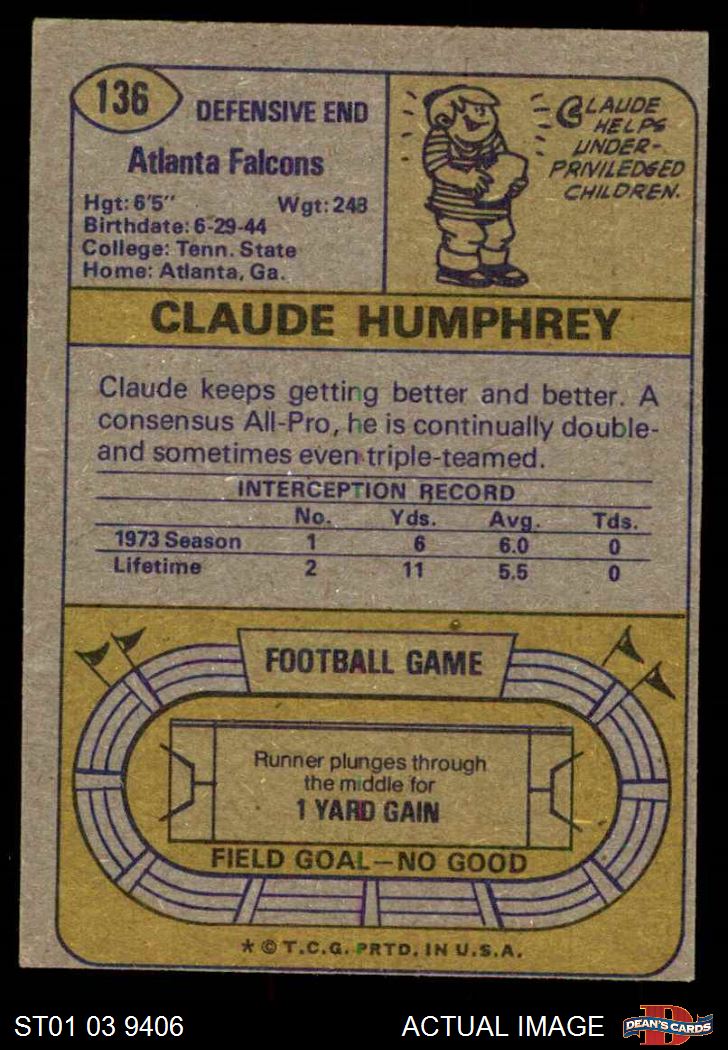 136
DEFENSIVE END
Atlanta Falcons
Hgt: 6'5" Wgt: 248
Birthdate: 6-29-44
College: Tenn. State
Home: Atlanta, Ga.
CLAUDE
HELPS
UNDER-
PRIVILEDGED
CHILDREN.
CLAUDE HUMPHREY
Claude keeps getting better and better. A
consensus All-Pro, he is continually double-
and sometimes even triple-teamed.
INTERCEPTION RECORD
No. Yds. Avg. Tds.
1973 Season 1 6 6.0 0
Lifetime 2 11 5.5 0
FOOTBALL GAME
Runner plunges through
the middle for
1 YARD GAIN
FIELD GOAL—NO GOOD
* © T.C.G. PRTD. IN U.S.A.
ST01 03 9406 ACTUAL IMAGE
D
DEAN'S CARDS